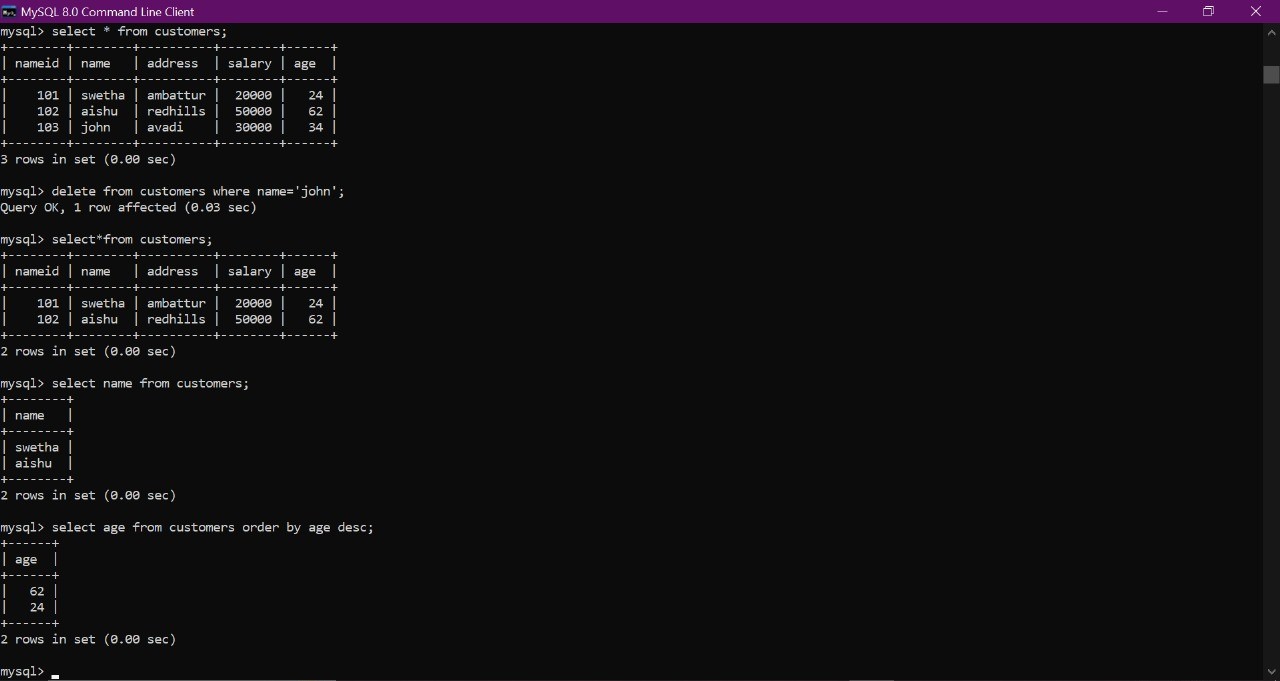 MySQL 8.0 Command Line Client
mysql> select * from customers;
+--------+--------+----------+--------+------+
| nameid | name   | address  | salary | age  |
+--------+--------+----------+--------+------+
|    101 | swetha | ambattur |  20000 |   24 |
|    102 | aishu  | redhills |  50000 |   62 |
|    103 | john   | avadi    |  30000 |   34 |
+--------+--------+----------+--------+------+
3 rows in set (0.00 sec)
mysql> delete from customers where name='john';
Query OK, 1 row affected (0.03 sec)
mysql> select*from customers;
+--------+--------+----------+--------+------+
| nameid | name   | address  | salary | age  |
+--------+--------+----------+--------+------+
|    101 | swetha | ambattur |  20000 |   24 |
|    102 | aishu  | redhills |  50000 |   62 |
+--------+--------+----------+--------+------+
2 rows in set (0.00 sec)
mysql> select name from customers;
+--------+
| name   |
+--------+
| swetha |
| aishu  |
+--------+
2 rows in set (0.00 sec)
mysql> select age from customers order by age desc;
+------+
| age  |
+------+
|   62 |
|   24 |
+------+
2 rows in set (0.00 sec)
mysql>